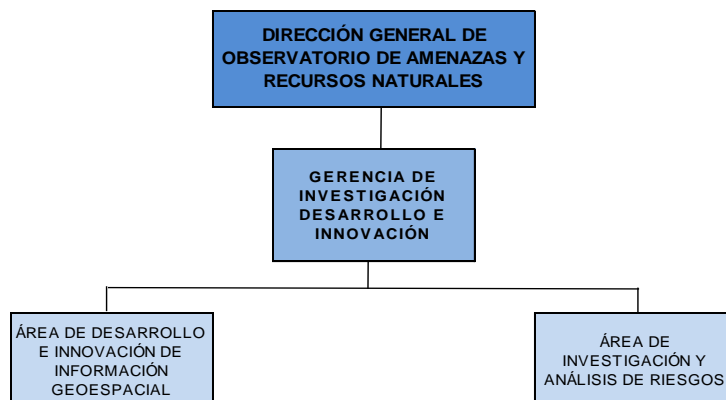 DIRECCIÓN GENERAL DE
OBSERVATORIO DE AMENAZAS Y
RECURSOS NATURALES
GERENCIA DE
INVESTIGACIÓN
DESARROLLO E
INNOVACIÓN
ÁREA DE DESARROLLO
E INNOVACIÓN DE
INFORMACIÓN
GEOESPACIAL
ÁREA DE
INVESTIGACIÓN Y
ANÁLISIS DE RIESGOS